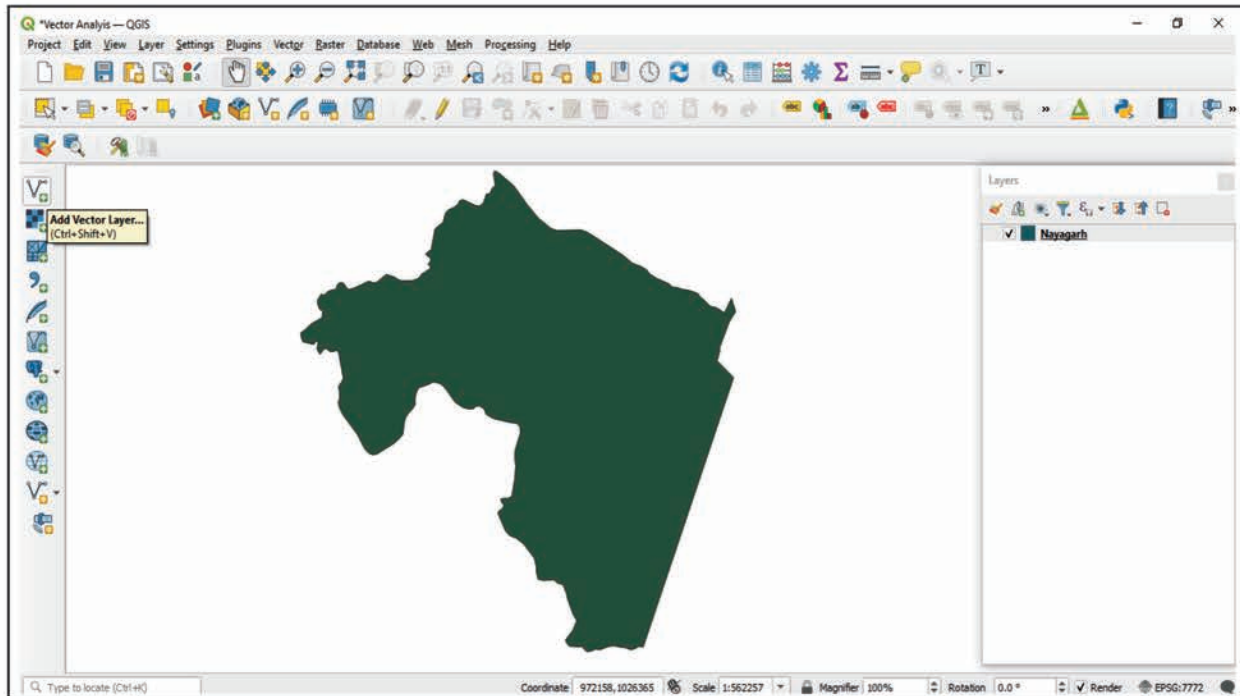 *Vector Analyis — QGIS
Project Edit View Layer Settings Plugins Vector Raster Database Web Mesh Processing Help
Add Vector Layer...
(Ctrl+Shift+V)
Layers
Nayagarh
Type to locate (Ctrl+K) Coordinate 972158,1026365 Scale 1:562257 Magnifier 100% Rotation 0.0 ° Render EPSG:7772